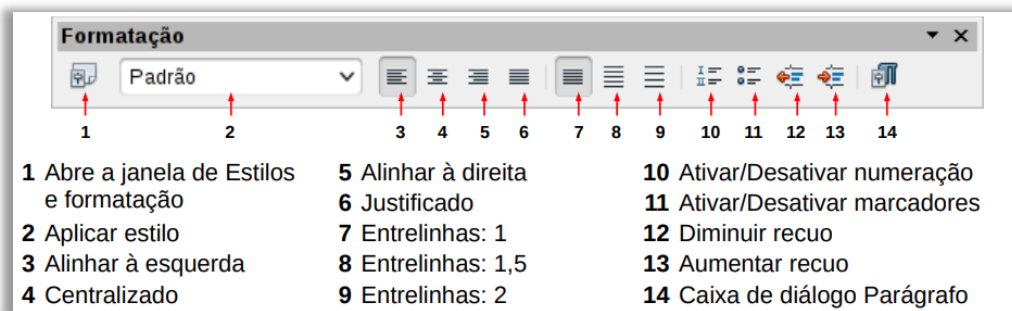 Formatação
Padrão
1 2 3 4 5 6 7 8 9 10 11 12 13 14
1 Abre a janela de Estilos
e formatação
2 Aplicar estilo
3 Alinhar à esquerda
4 Centralizado
5 Alinhar à direita
6 Justificado
7 Entrelinhas: 1
8 Entrelinhas: 1,5
9 Entrelinhas: 2
10 Ativar/Desativar numeração
11 Ativar/Desativar marcadores
12 Diminuir recuo
13 Aumentar recuo
14 Caixa de diálogo Parágrafo